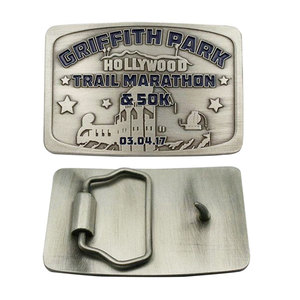 GRIFFITH PARK
HOLLYWOOD
TRAIL MARATHON
& 50K
03.04.17